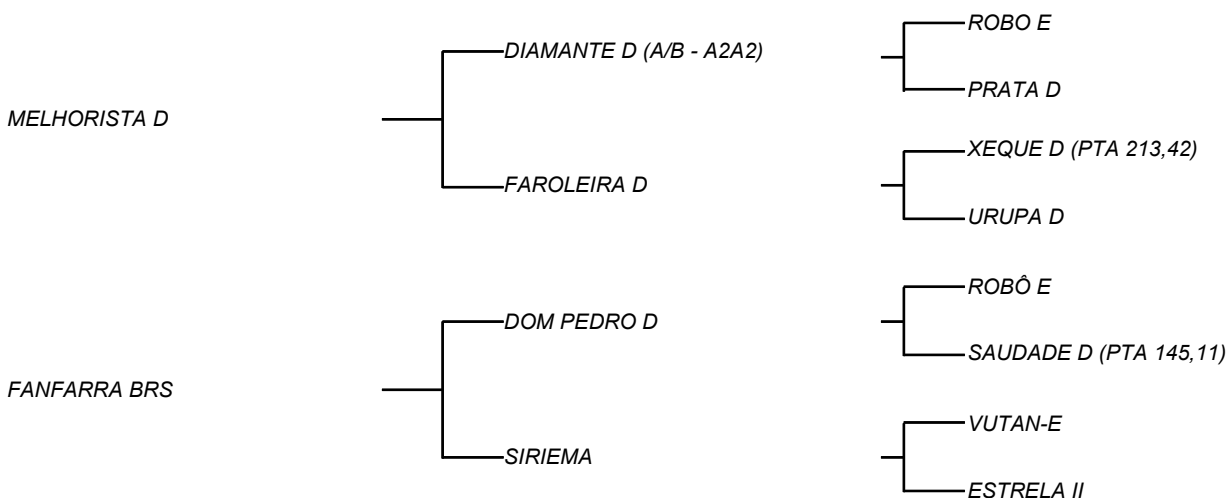 ROBO E
DIAMANTE D (A/B - A2A2)
PRATA D
MELHORISTA D
XEQUE D (PTA 213,42)
FAROLEIRA D
URUPA D
ROBÔ E
DOM PEDRO D
SAUDADE D (PTA 145,11)
FANFARRA BRS
VUTAN-E
SIRIEMA
ESTRELA II